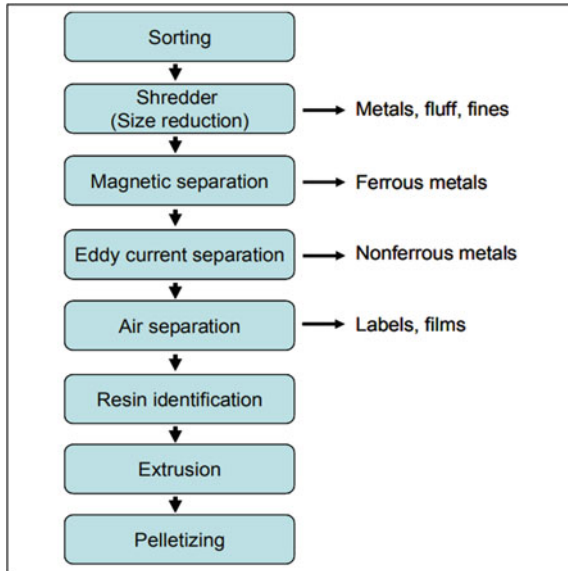 Sorting
Shredder
(Size reduction)
Metals, fluff, fines
Magnetic separation
Ferrous metals
Eddy current separation
Nonferrous metals
Air separation
Labels, films
Resin identification
Extrusion
Pelletizing